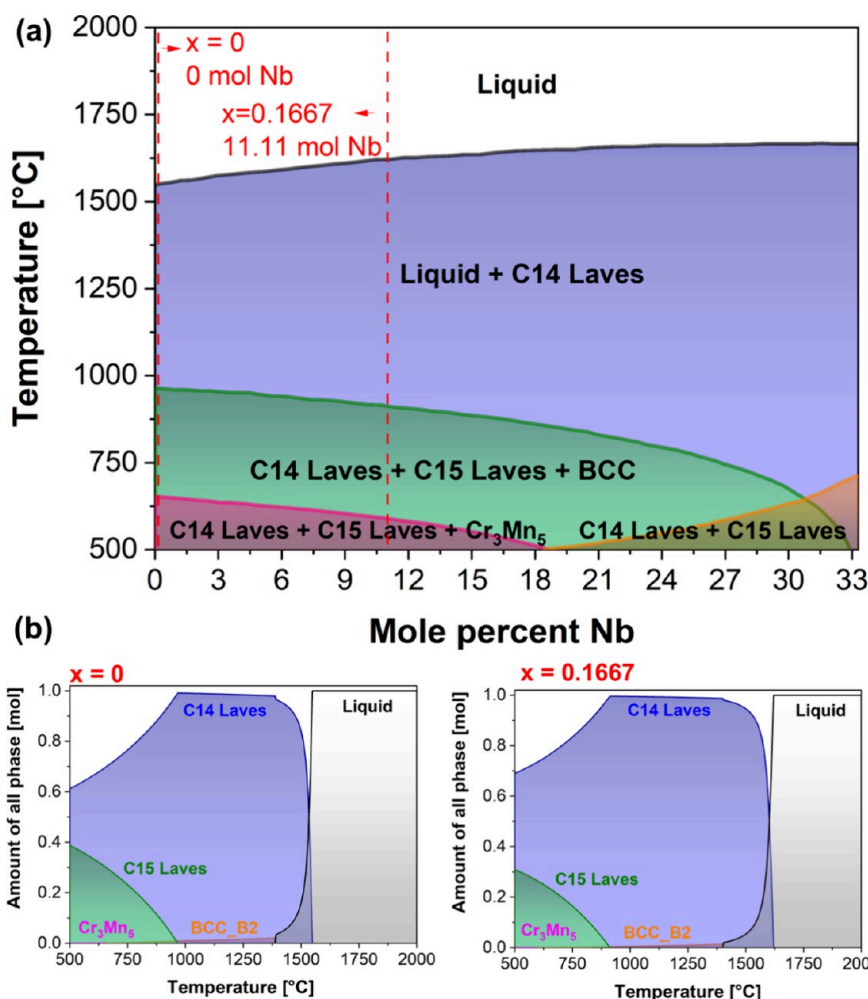 (a)
2000
x = 0
0 mol Nb
Liquid
1750
x=0.1667
11.11 mol Nb
1500
Temperature [°C]
Liquid + C14 Laves
1250
1000
750
C14 Laves + C15 Laves + BCC
C14 Laves + C15 Laves + Cr₃Mn₅
C14 Laves + C15 Laves
500
0 3 6 9 12 15 18 21 24 27 30 33
Mole percent Nb
(b)
x = 0
Amount of all phase [mol]
1.0
0.8
0.6
0.4
0.2
0.0
C14 Laves
Liquid
C15 Laves
Cr₃Mn₅
BCC_B2
500 750 1000 1250 1500 1750 2000
Temperature [°C]
x = 0.1667
Amount of all phase [mol]
1.0
0.8
0.6
0.4
0.2
0.0
C14 Laves
Liquid
C15 Laves
Cr₃Mn₅
BCC_B2
500 750 1000 1250 1500 1750 2000
Temperature [°C]